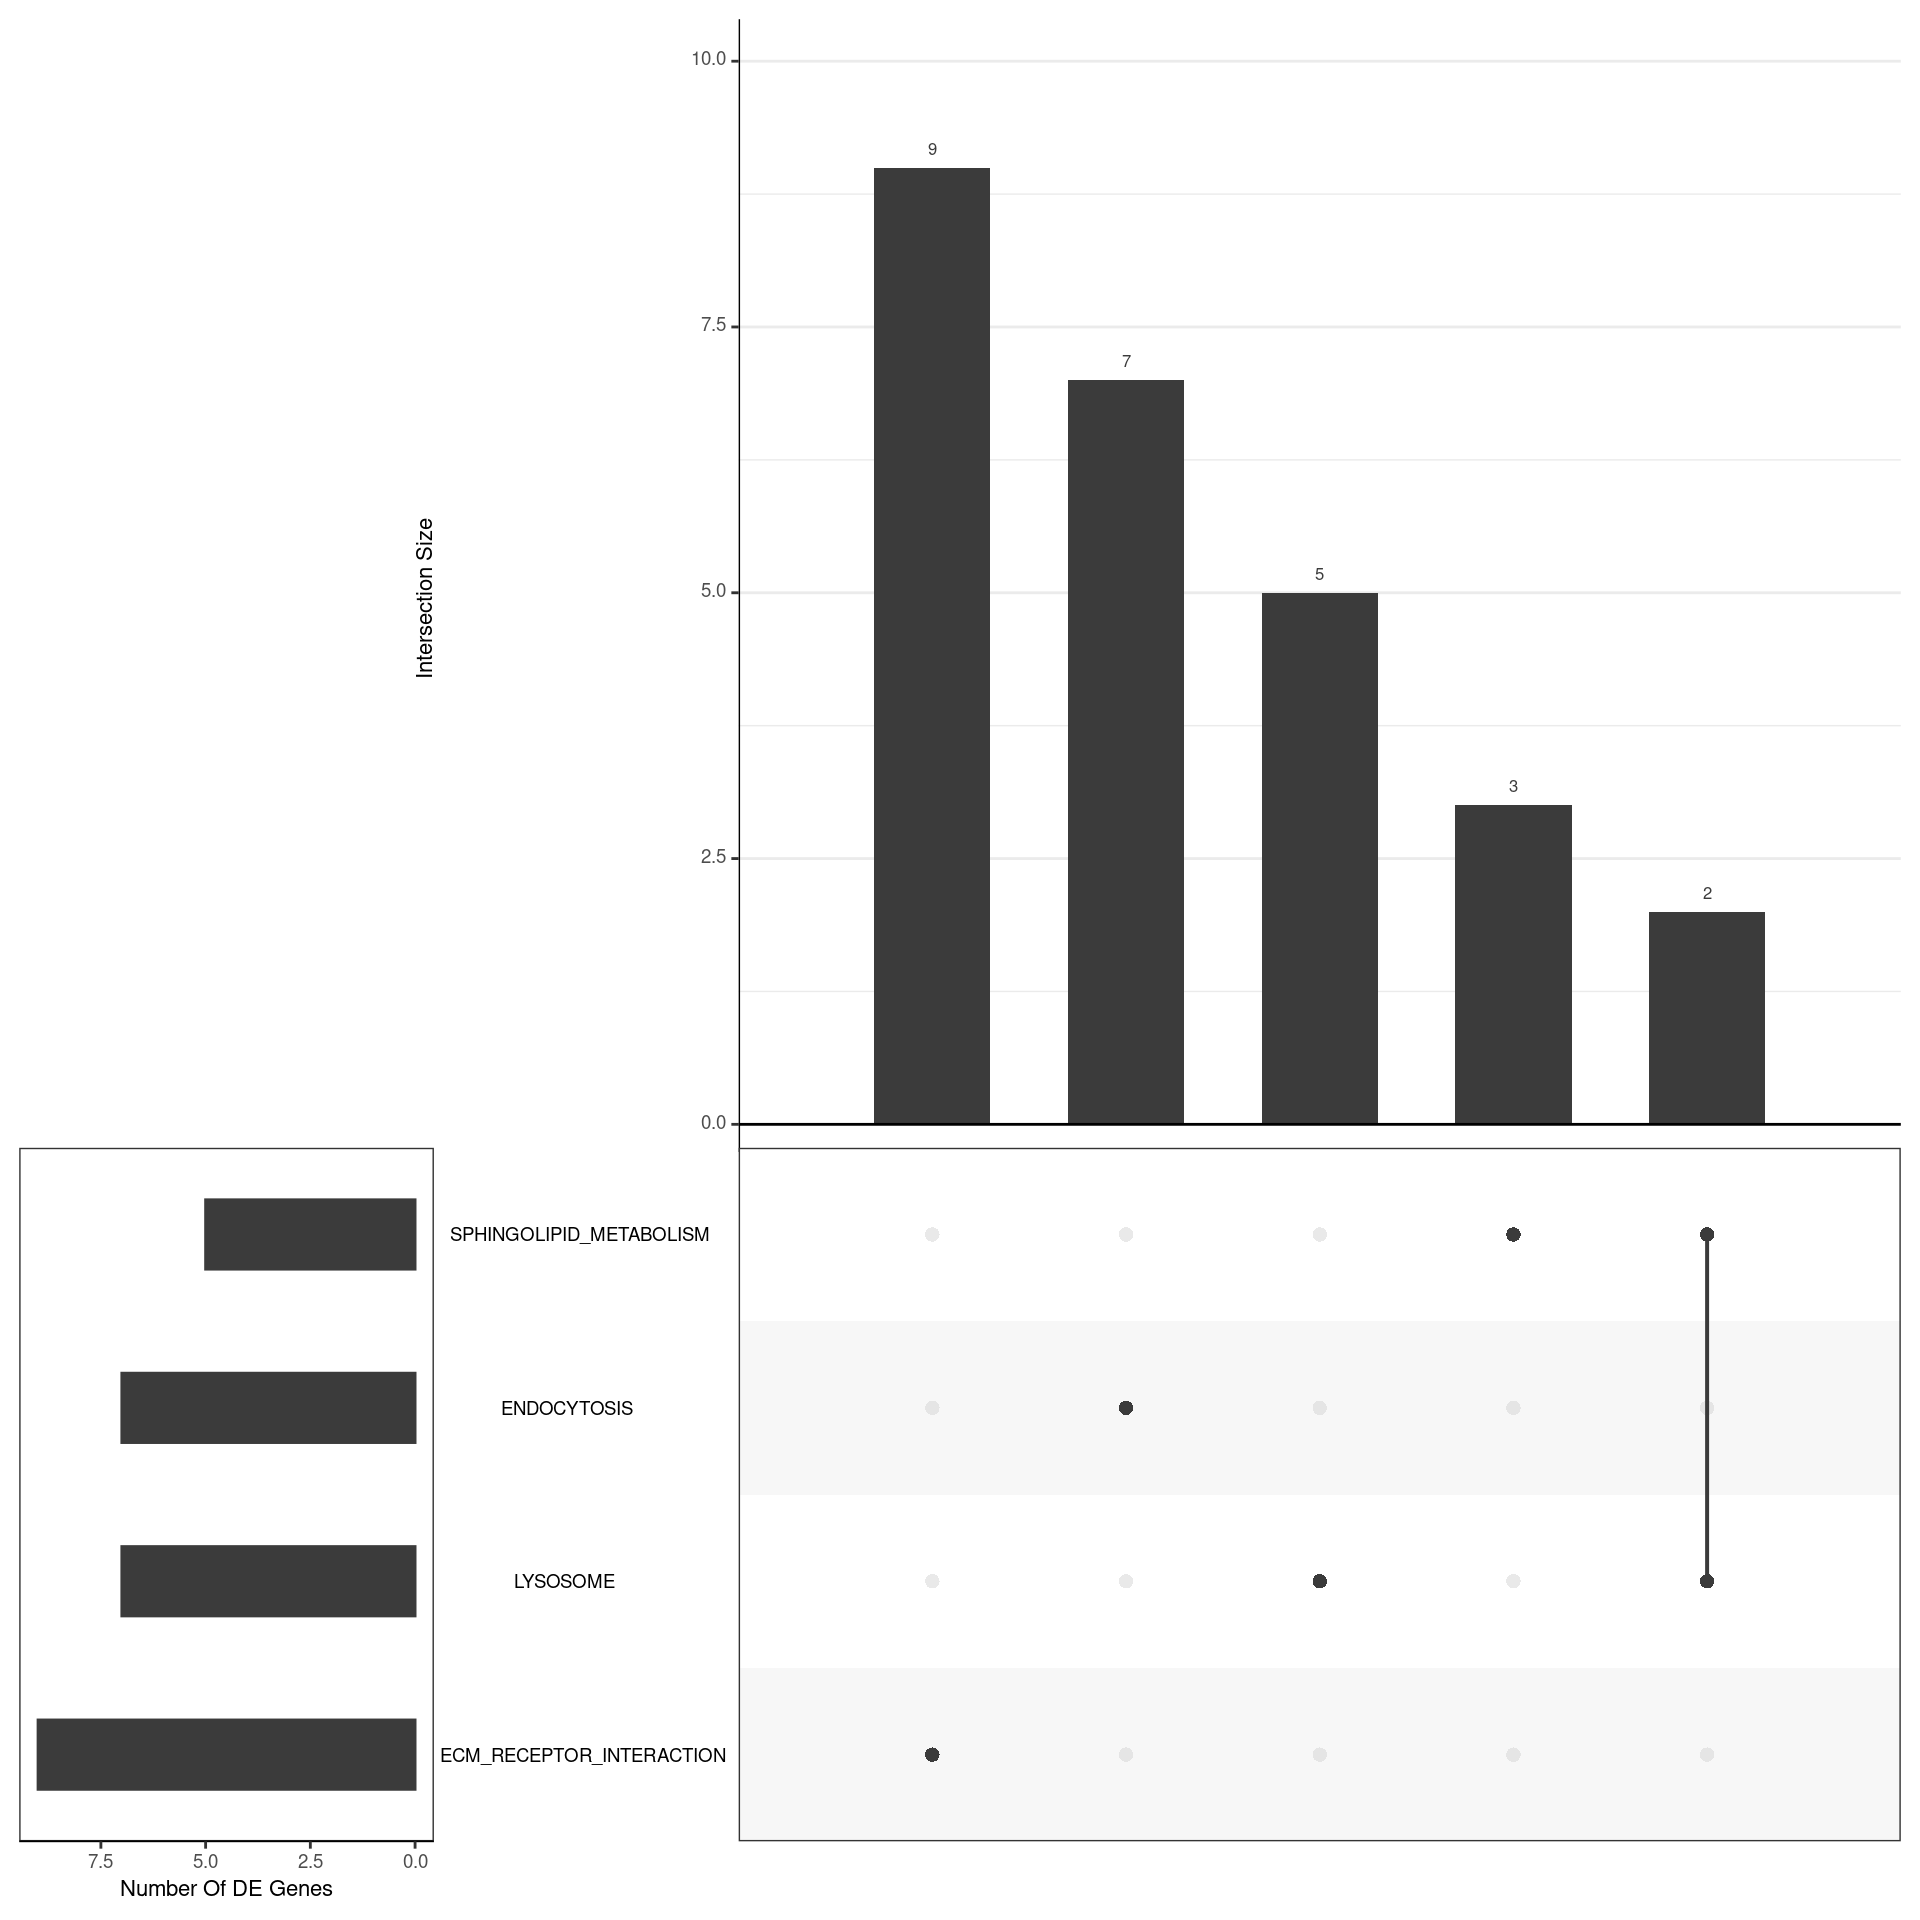 10.0
9
7.5
7
Intersection Size
5.0
5
3
2.5
2
0.0
SPHINGOLIPID_METABOLISM
ENDOCYTOSIS
LYSOSOME
ECM_RECEPTOR_INTERACTION
7.5 5.0 2.5 0.0
Number Of DE Genes